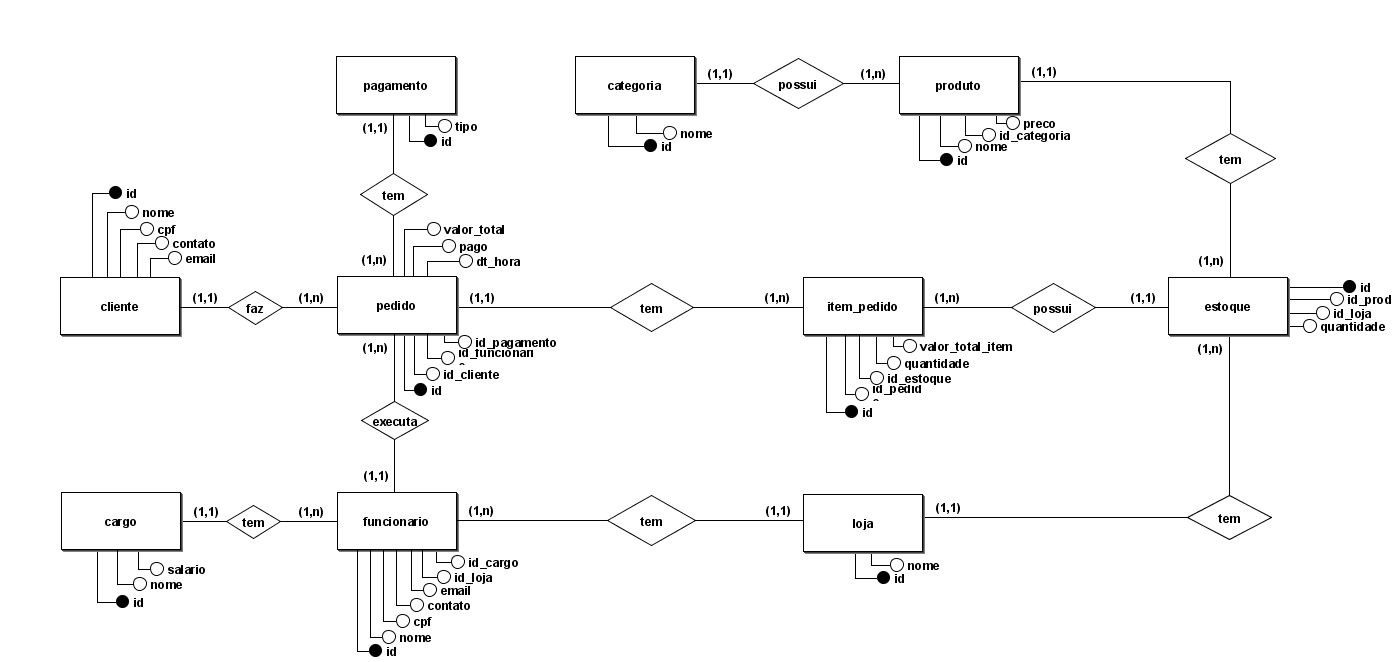 pagamento
(1,1)
tipo
id
tem
(1,n)
categoria
(1,1)
possui
(1,n)
nome
id
produto
(1,1)
preco
id_categoria
nome
id
tem
(1,n)
id
nome
cpf
contato
email
cliente
(1,1)
faz
(1,n)
valor_total
pago
dt_hora
pedido
(1,1)
tem
(1,n)
id_pagamento
id_funcionari
id_cliente
id
(1,n)
executa
(1,1)
item_pedido
(1,n)
possui
(1,1)
valor_total_item
quantidade
id_estoque
id_pedid
id
estoque
id
id_prod
id_loja
quantidade
(1,n)
cargo
(1,1)
tem
(1,n)
salario
nome
id
funcionario
(1,n)
tem
(1,1)
id_cargo
id_loja
email
contato
cpf
nome
id
loja
(1,1)
tem
nome
id